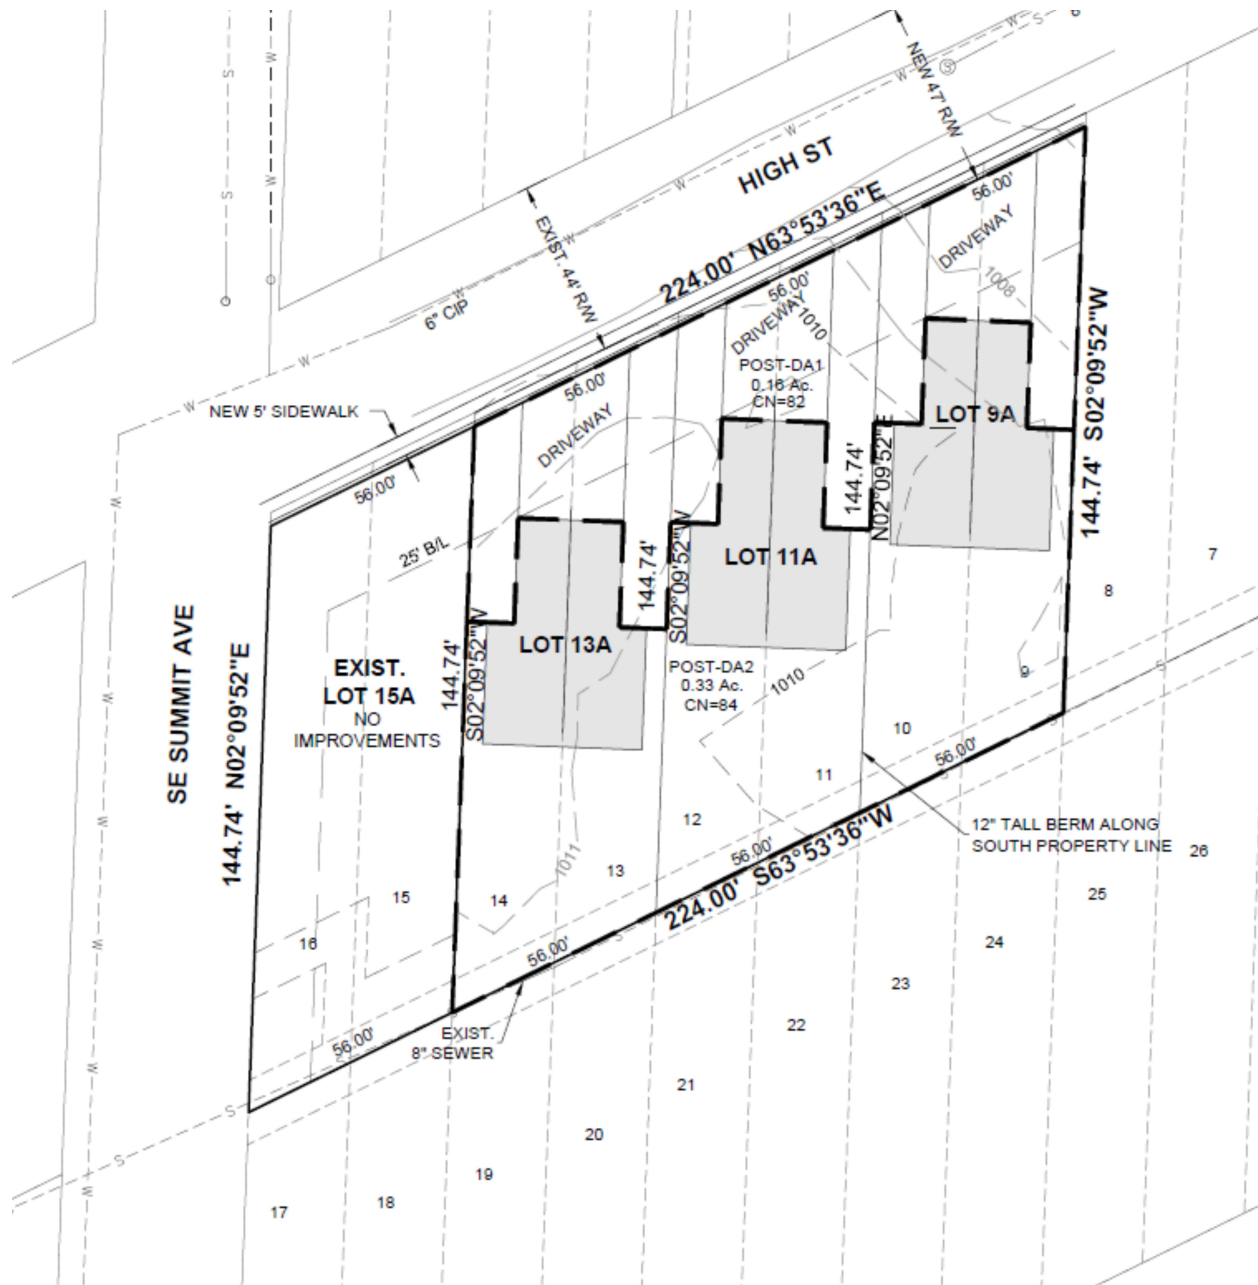 HIGH ST
NEW 47' R/W
EXIST. 44' R/W
6" CIP
224.00' N63°53'36"E
56.00'
56.00'
56.00'
56.00'
DRIVEWAY
DRIVEWAY
DRIVEWAY
1008
1010
NEW 5' SIDEWALK
25' B/L
POST-DA1
0.16 Ac.
CN=82
LOT 9A
LOT 11A
LOT 13A
144.74' S02°09'52"W
144.74'
N02°09'52"E
144.74'
S02°09'52"W
144.74'
S02°09'52"W
EXIST.
LOT 15A
NO
IMPROVEMENTS
SE SUMMIT AVE
144.74' N02°09'52"E
POST-DA2
0.33 Ac.
CN=84
1010
1011
7
8
9
10
11
12
13
14
15
16
56.00'
56.00'
56.00'
56.00'
224.00' S63°53'36"W
12" TALL BERM ALONG
SOUTH PROPERTY LINE
EXIST.
8" SEWER
26
25
24
23
22
21
20
19
18
17